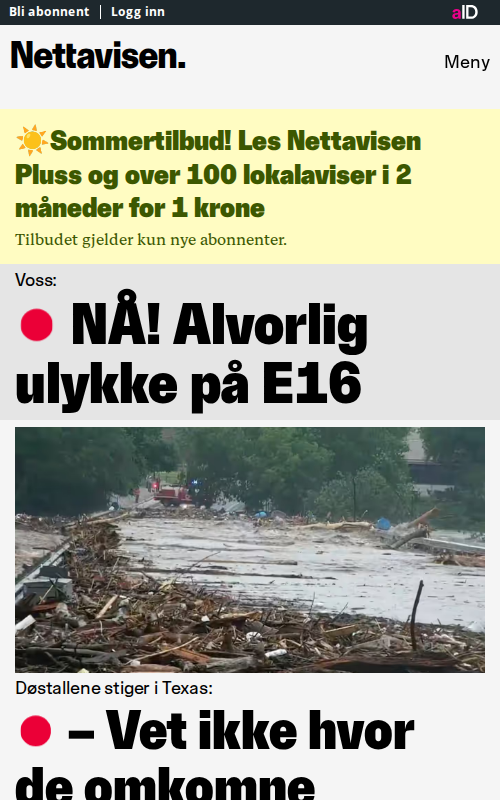 Bli abonnent | Logg inn
aID
Nettavisen.
Meny
☀️Sommertilbud! Les Nettavisen
Pluss og over 100 lokalaviser i 2
måneder for 1 krone
Tilbudet gjelder kun nye abonnenter.
Voss:
NÅ! Alvorlig
ulykke på E16
Døstallene stiger i Texas:
– Vet ikke hvor
de omkomne